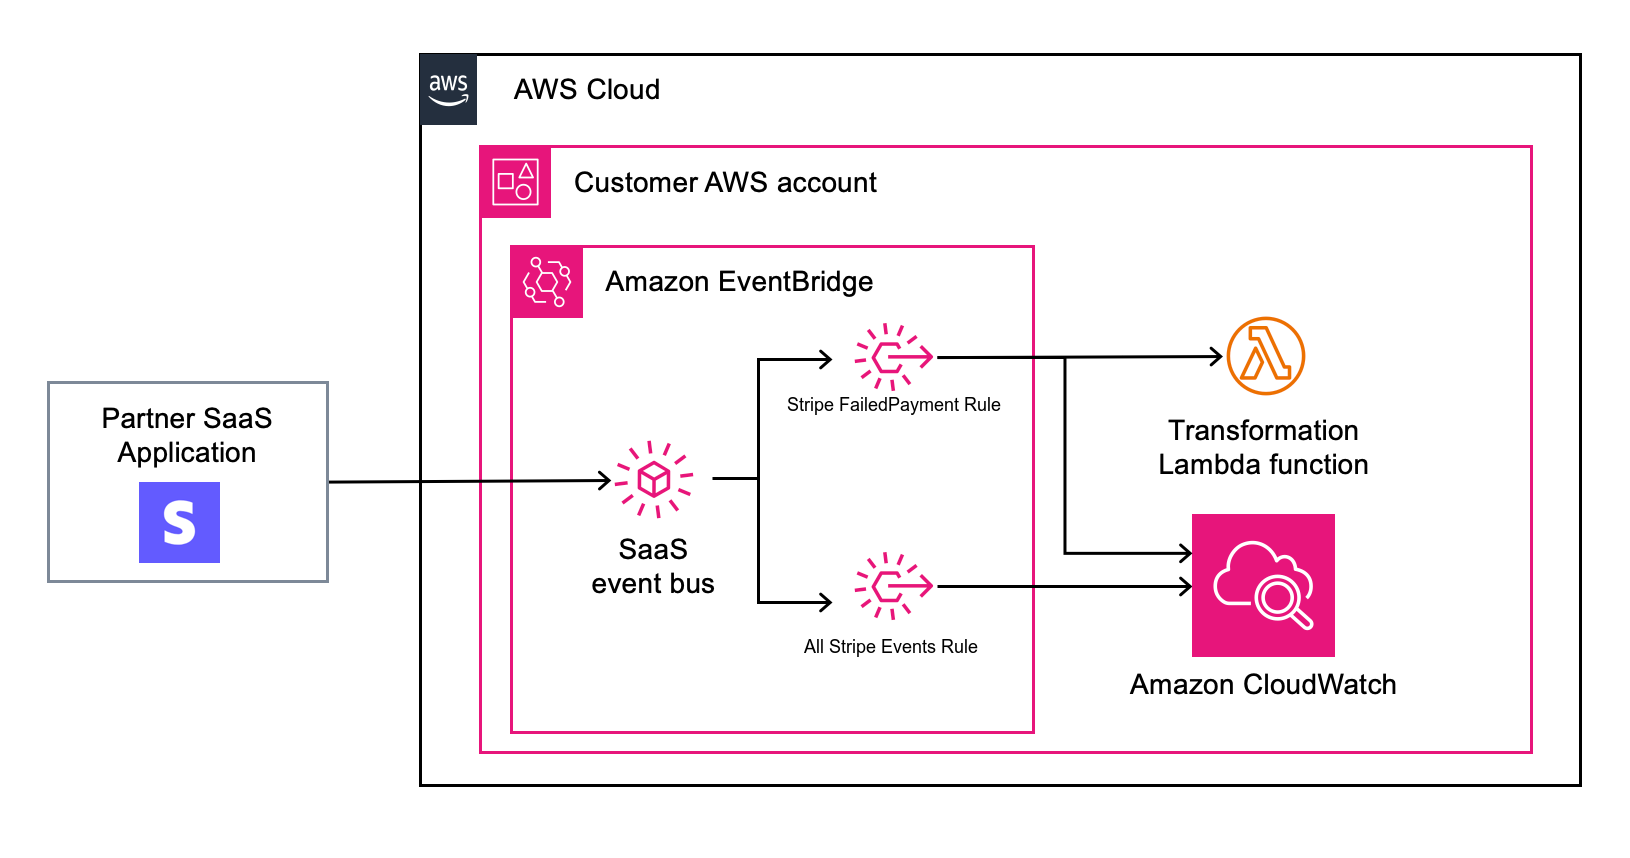 aws
AWS Cloud
Customer AWS account
Amazon EventBridge
Partner SaaS
Application
S
SaaS
event bus
Stripe FailedPayment Rule
All Stripe Events Rule
Transformation
Lambda function
Amazon CloudWatch